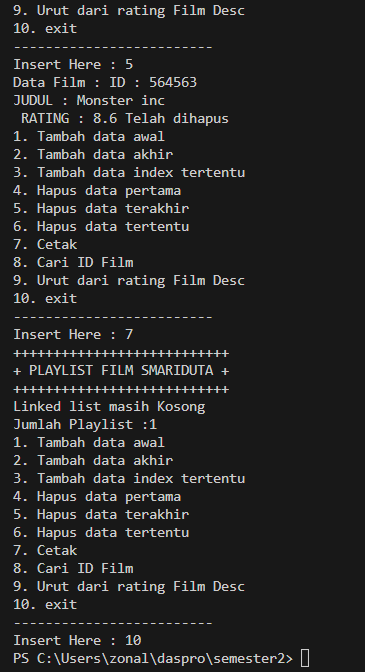 9. Urut dari rating Film Desc
10. exit
-------------------------
Insert Here : 5
Data Film : ID : 564563
JUDUL : Monster inc
 RATING : 8.6 Telah dihapus
1. Tambah data awal
2. Tambah data akhir
3. Tambah data index tertentu
4. Hapus data pertama
5. Hapus data terakhir
6. Hapus data tertentu
7. Cetak
8. Cari ID Film
9. Urut dari rating Film Desc
10. exit
-------------------------
Insert Here : 7
+++++++++++++++++++++++++++
+ PLAYLIST FILM SMARIDUTA +
+++++++++++++++++++++++++++
Linked list masih Kosong
Jumlah Playlist :1
1. Tambah data awal
2. Tambah data akhir
3. Tambah data index tertentu
4. Hapus data pertama
5. Hapus data terakhir
6. Hapus data tertentu
7. Cetak
8. Cari ID Film
9. Urut dari rating Film Desc
10. exit
-------------------------
Insert Here : 10
PS C:\Users\zonal\daspro\semester2>